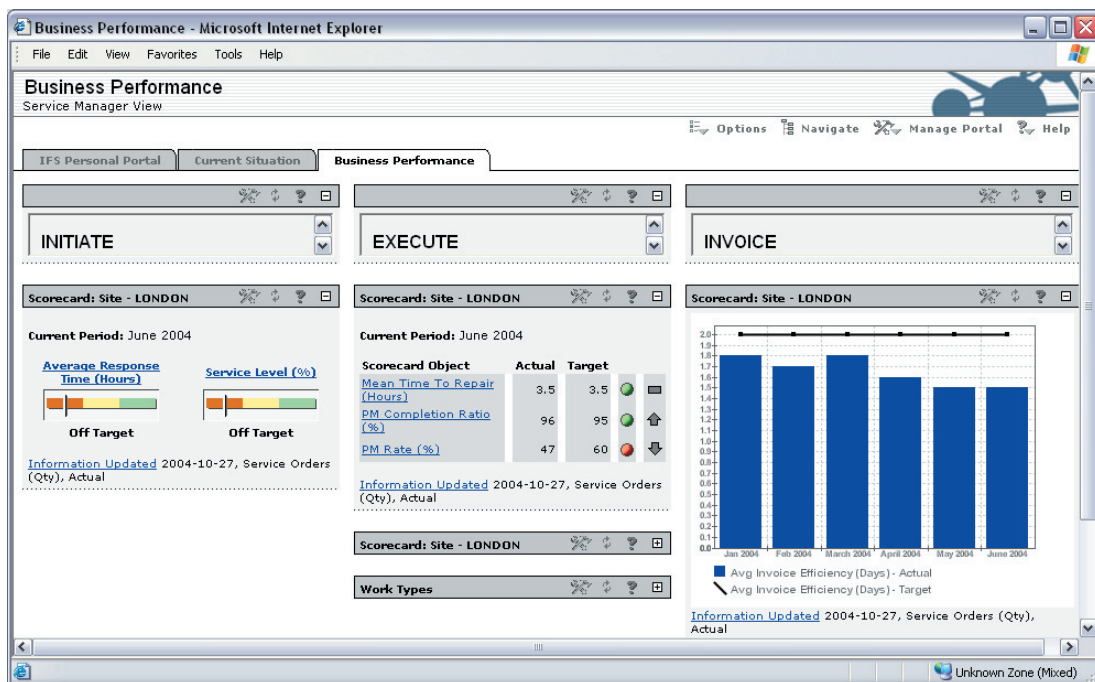 Business Performance - Microsoft Internet Explorer
File Edit View Favorites Tools Help
Business Performance
Service Manager View
Options Navigate Manage Portal Help
IFS Personal Portal Current Situation Business Performance
INITIATE
Scorecard: Site - LONDON
Current Period: June 2004
Average Response
Time (Hours)
Service Level (%)
Off Target Off Target
Information Updated 2004-10-27, Service Orders
(Qty), Actual
EXECUTE
Scorecard: Site - LONDON
Current Period: June 2004
Scorecard Object Actual Target
Mean Time To Repair
(Hours) 3.5 3.5
PM Completion Ratio
(%) 96 95
PM Rate (%) 47 60
Information Updated 2004-10-27, Service Orders
(Qty), Actual
Scorecard: Site - LONDON
Work Types
INVOICE
Scorecard: Site - LONDON
2.0
1.9
1.8
1.7
1.6
1.5
1.4
1.3
1.2
1.1
1.0
0.9
0.8
0.7
0.6
0.5
0.4
0.3
0.2
0.1
0.0
Jan 2004 Feb 2004 March 2004 April 2004 May 2004 June 2004
Avg Invoice Efficiency (Days) - Actual
Avg Invoice Efficiency (Days) - Target
Information Updated 2004-10-27, Service Orders (Qty),
Actual
Unknown Zone (Mixed)